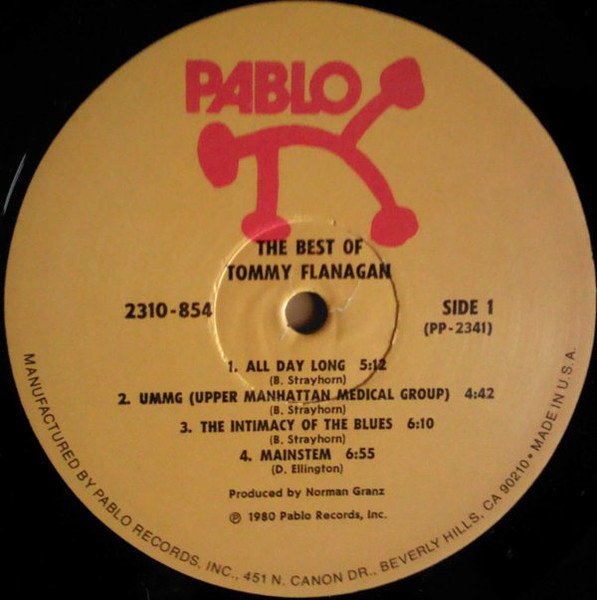 PABLO
THE BEST OF
TOMMY FLANAGAN
2310-854
SIDE 1
(PP-2341)
1. ALL DAY LONG 5:12
(B. Strayhorn)
2. UMMG (UPPER MANHATTAN MEDICAL GROUP) 4:42
(B. Strayhorn)
3. THE INTIMACY OF THE BLUES 6:10
(B. Strayhorn)
4. MAINSTEM 6:55
(D. Ellington)
Produced by Norman Granz
℗ 1980 Pablo Records, Inc.
MANUFACTURED BY PABLO RECORDS, INC., 451 N. CANON DR., BEVERLY HILLS, CA 90210 • MADE IN U.S.A.